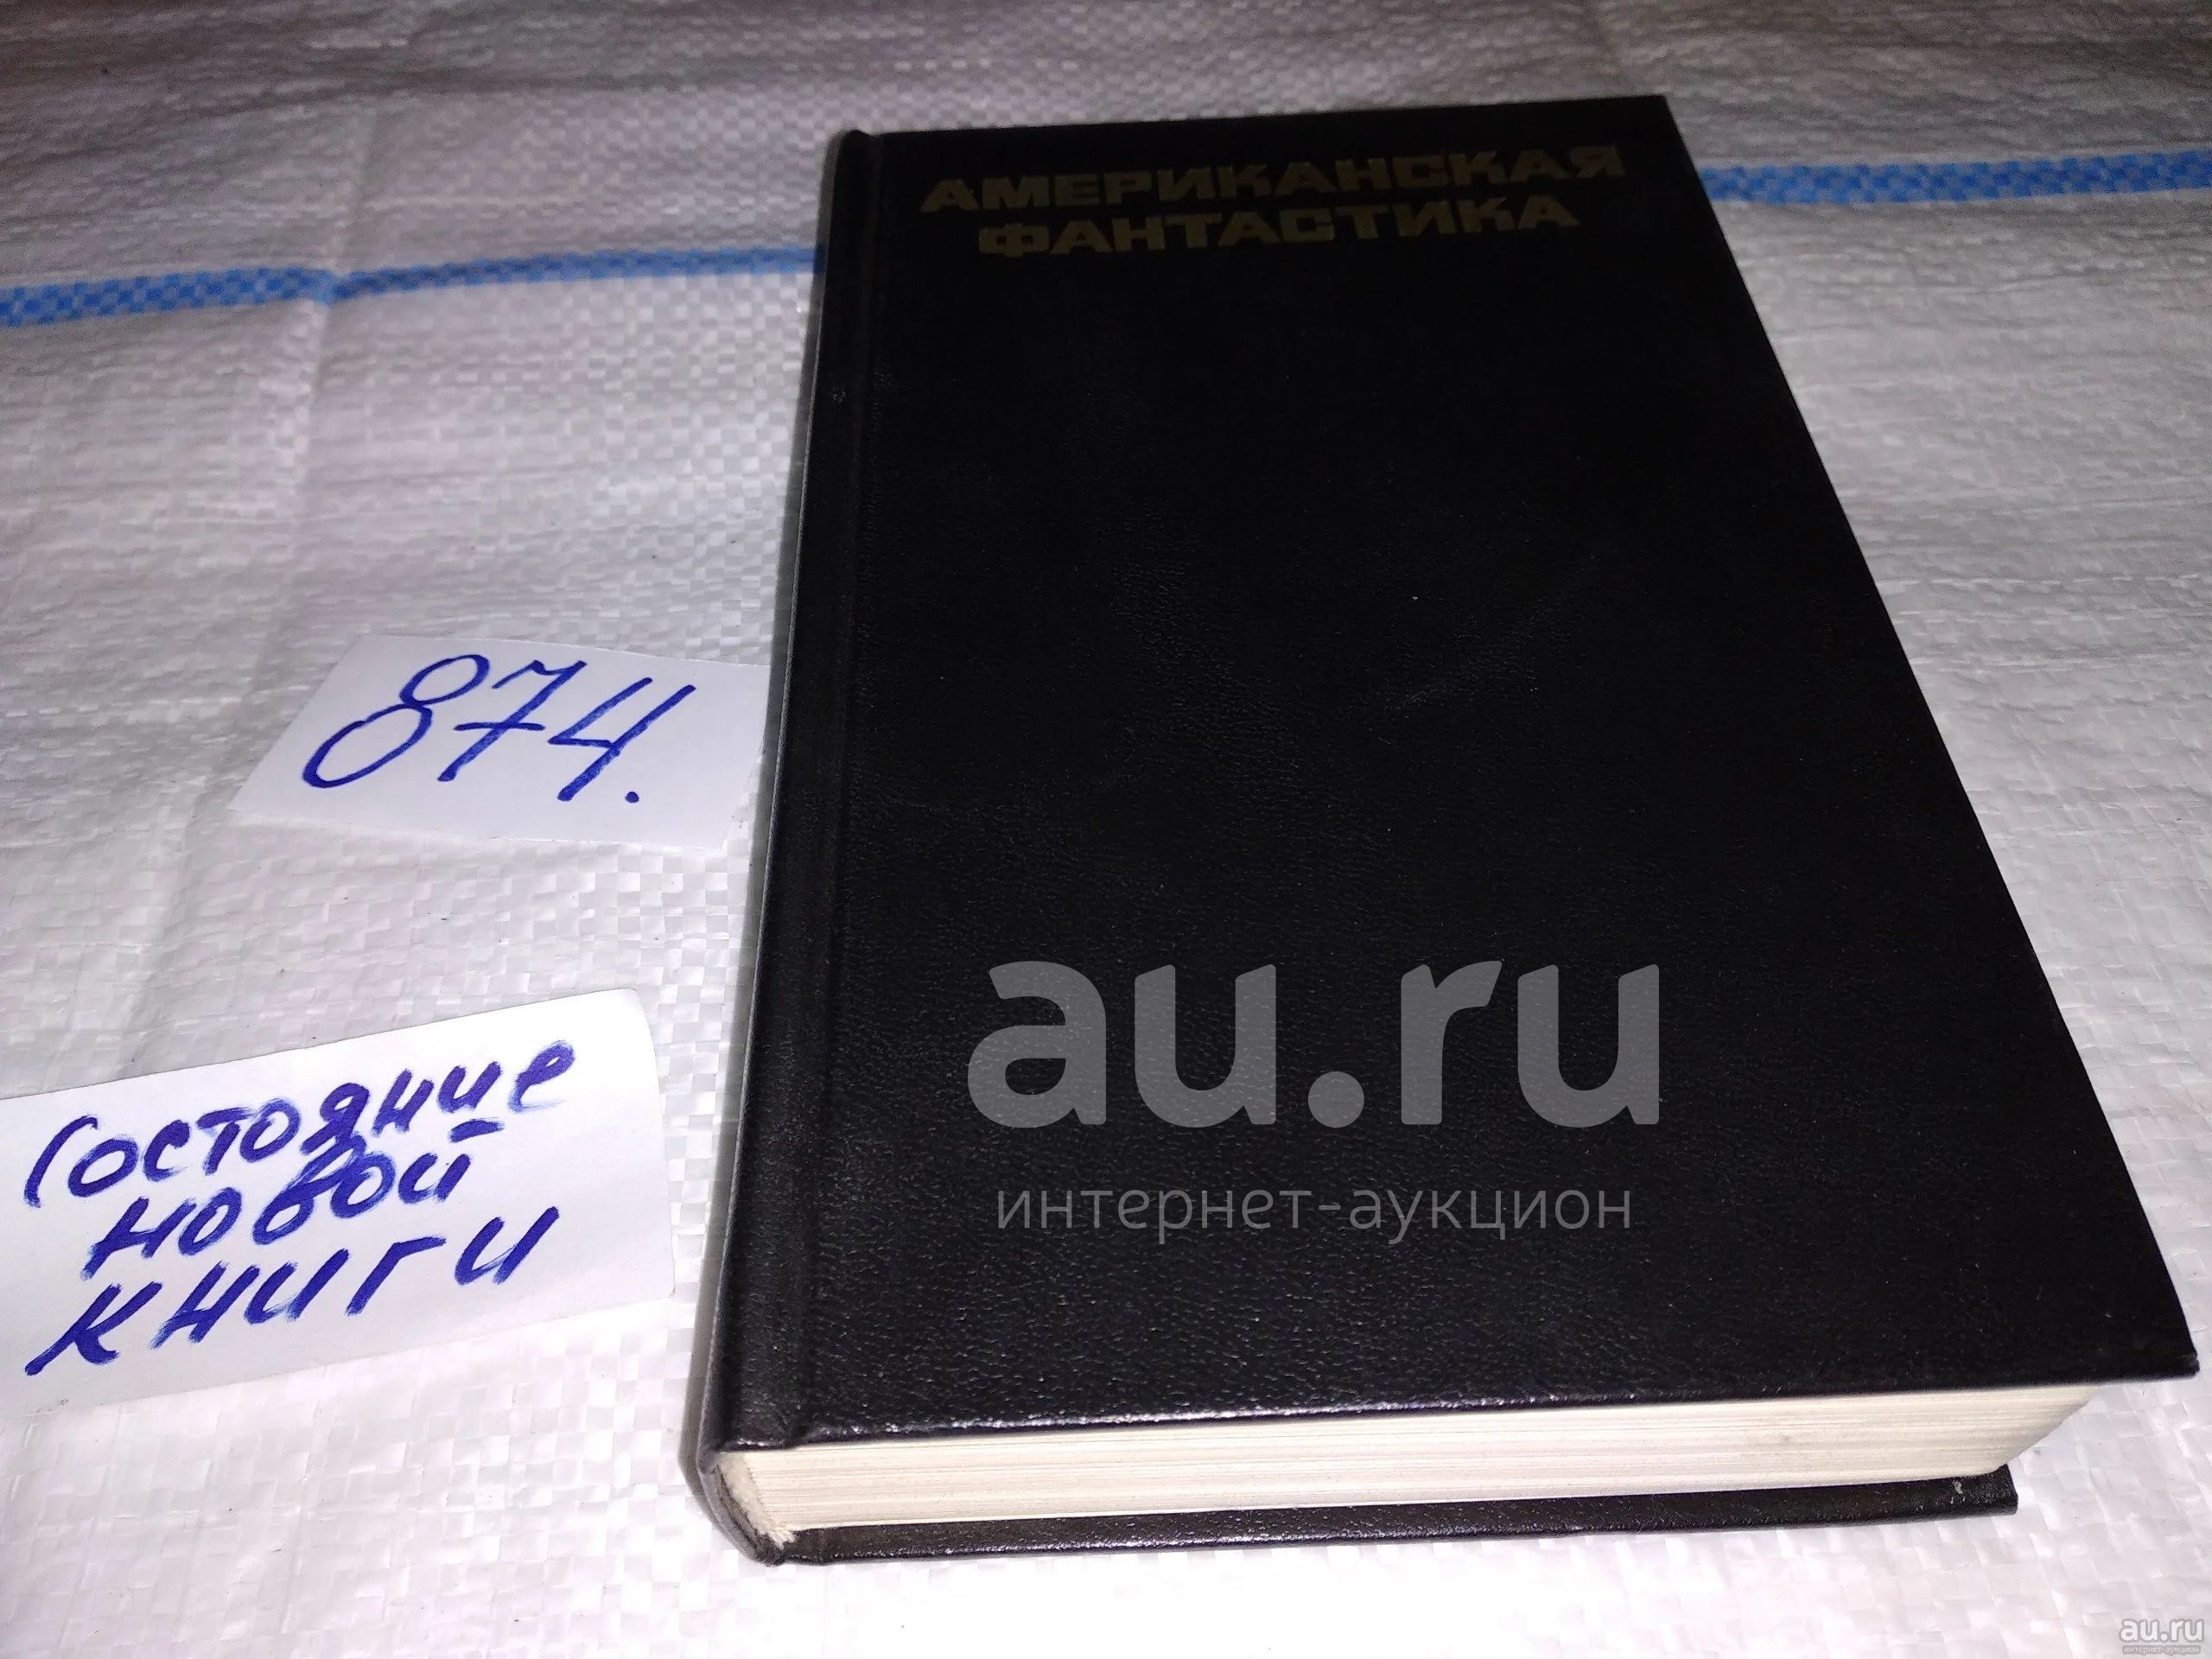 АМЕРИКАНСКАЯ
ФАНТАСТИКА
874.
Состояние
новой
книги
au.ru
интернет-аукцион
au.ru
интернет-аукцион